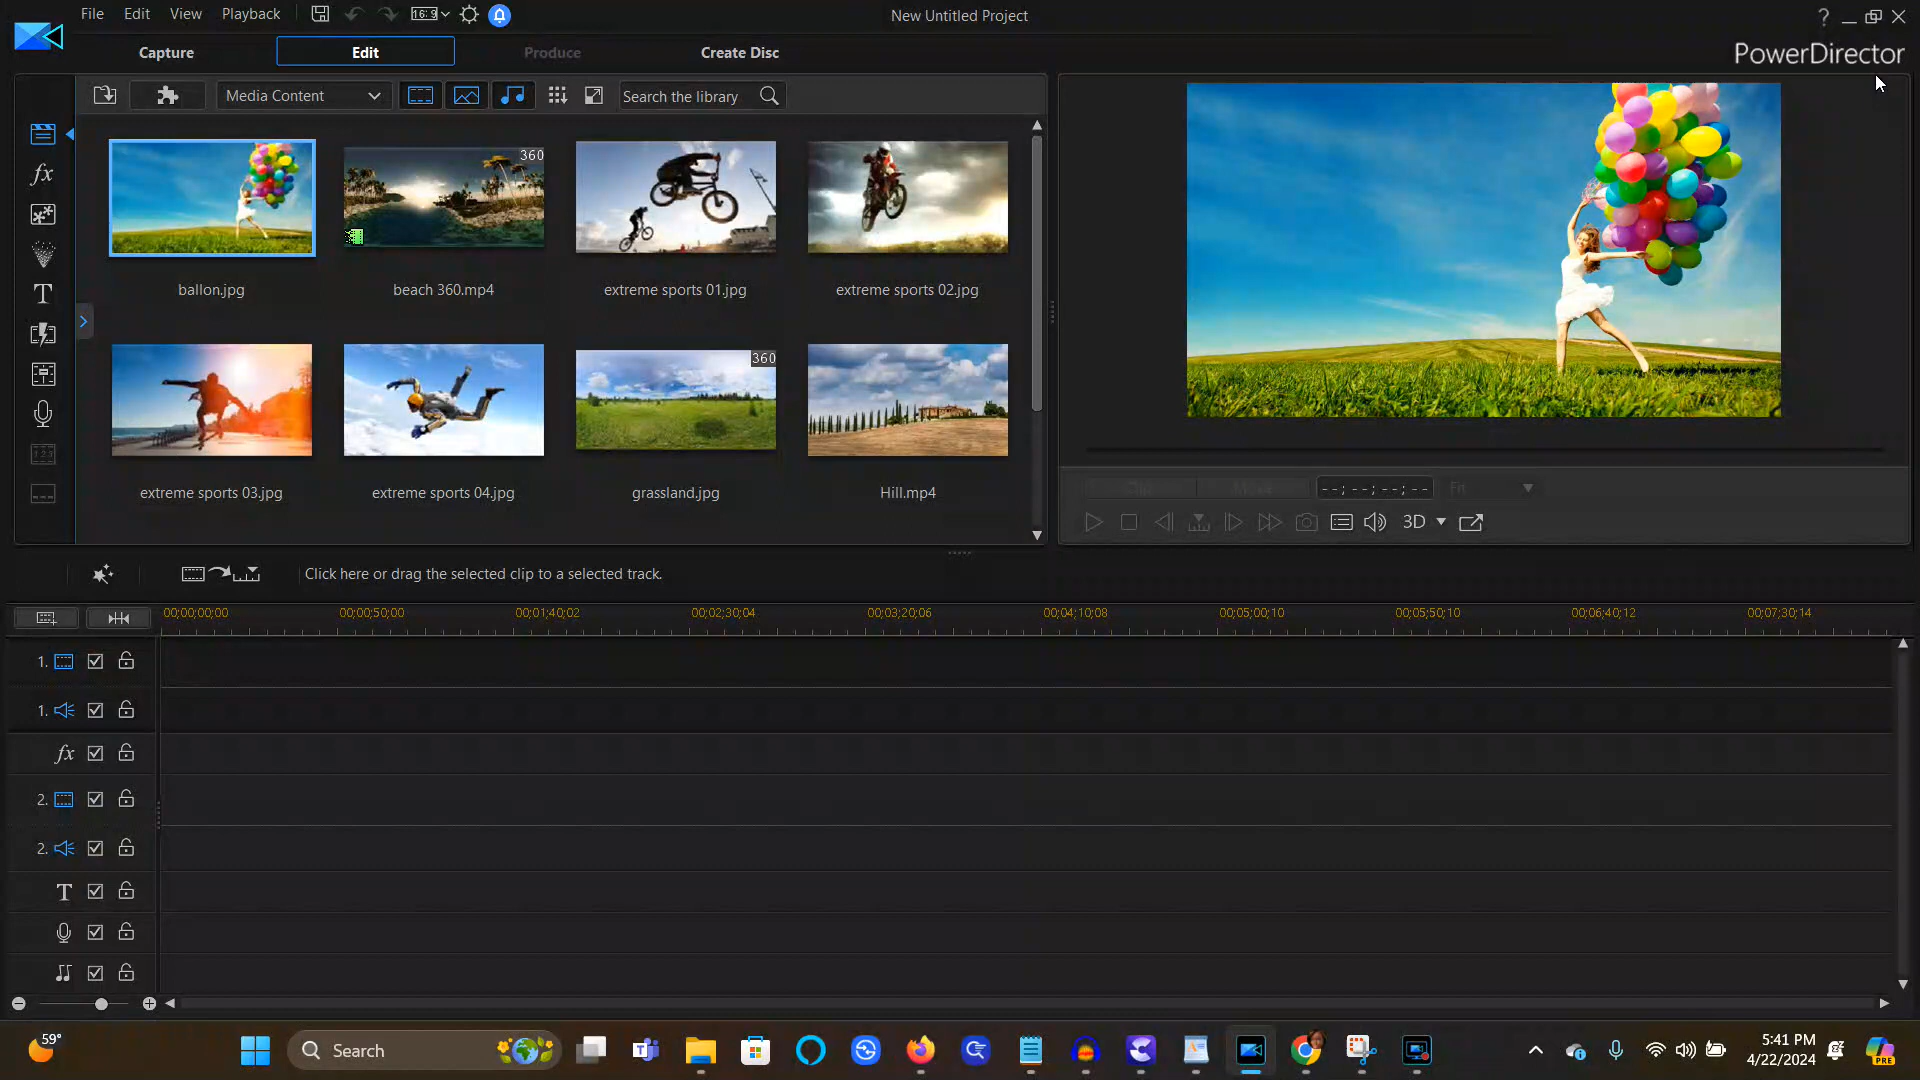 File Edit View Playback 16:9 New Untitled Project ?
Capture Edit Produce Create Disc PowerDirector
Media Content Search the library
360
ballon.jpg beach 360.mp4 extreme sports 01.jpg extreme sports 02.jpg
360
extreme sports 03.jpg extreme sports 04.jpg grassland.jpg Hill.mp4
fx
T
--;--;--;-- Fit
3D
Click here or drag the selected clip to a selected track.
00;00;00;00 00;00;50;00 00;01;40;02 00;02;30;04 00;03;20;06 00;04;10;08 00;05;00;10 00;05;50;10 00;06;40;12 00;07;30;14
1.
1.
fx
2.
2.
T
59° Search 5:41 PM
4/22/2024
PRE